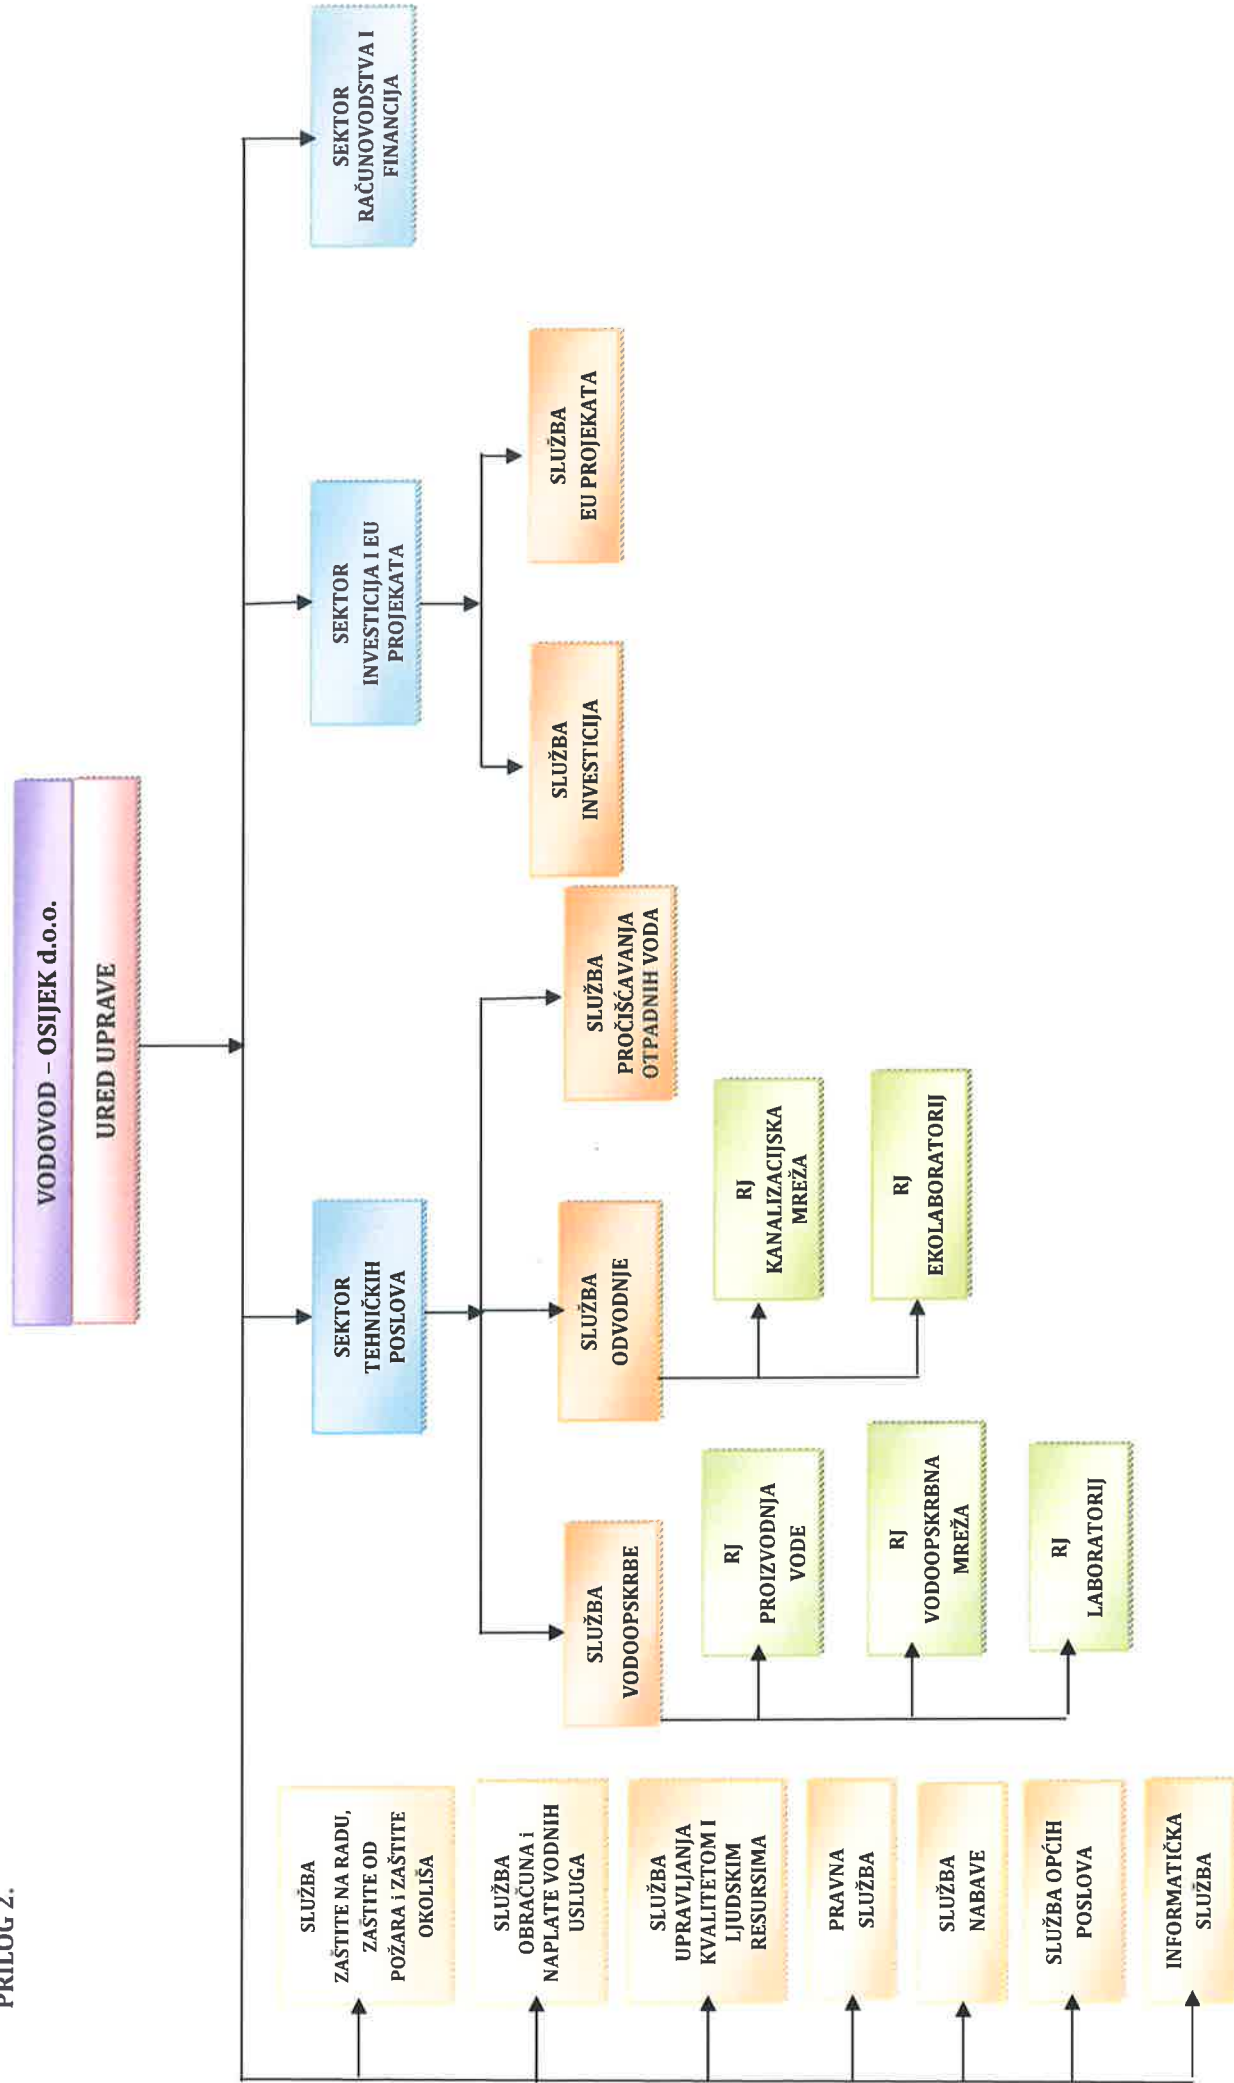 PRILOG 2.
VODOVOD – OSIJEK d.o.o.
URED UPRAVE
SEKTOR
TEHNIČKIH
POSLOVA
SEKTOR
INVESTICIJA I EU
PROJEKATA
SEKTOR
RAČUNOVODSTVA I
FINANCIJA
SLUŽBA
ZAŠTITE NA RADU,
ZAŠTITE OD
POŽARA i ZAŠTITE
OKOLIŠA
SLUŽBA
OBRAČUNA i
NAPLATE VODNIH
USLUGA
SLUŽBA
UPRAVLJANJA
KVALITETOM I
LJUDSKIM
RESURSIMA
PRAVNA
SLUŽBA
SLUŽBA
NABAVE
SLUŽBA OPĆIH
POSLOVA
INFORMATIČKA
SLUŽBA
SLUŽBA
VODOOPSKRBE
RJ
PROIZVODNJA
VODE
RJ
VODOOPSKRBNA
MREŽA
RJ
LABORATORIJ
SLUŽBA
ODVODNJE
RJ
KANALIZACIJSKA
MREŽA
RJ
EKOLABORATORIJ
SLUŽBA
PROČIŠĆAVANJA
OTPADNIH VODA
SLUŽBA
INVESTICIJA
SLUŽBA
EU PROJEKATA